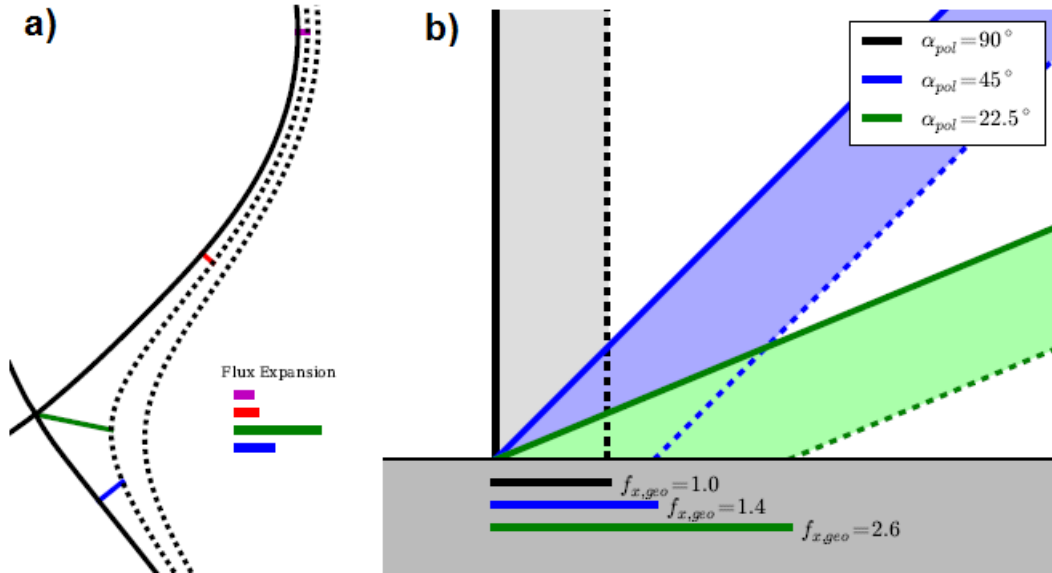 a)
Flux Expansion
b)
α_pol=90°
α_pol=45°
α_pol=22.5°
f_x,geo=1.0
f_x,geo=1.4
f_x,geo=2.6